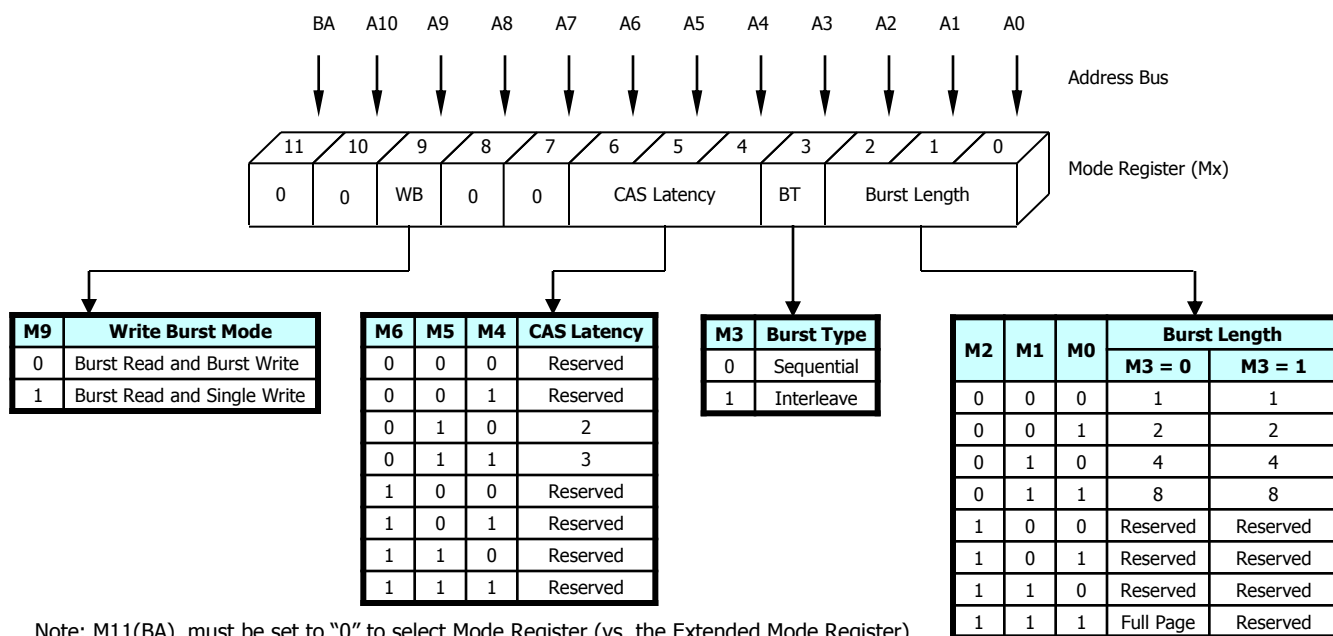 BA A10 A9 A8 A7 A6 A5 A4 A3 A2 A1 A0
Address Bus
11 10 9 8 7 6 5 4 3 2 1 0
Mode Register (Mx)
0 0 WB 0 0 CAS Latency BT Burst Length
M9 Write Burst Mode
0 Burst Read and Burst Write
1 Burst Read and Single Write
M6 M5 M4 CAS Latency
0 0 0 Reserved
0 0 1 Reserved
0 1 0 2
0 1 1 3
1 0 0 Reserved
1 0 1 Reserved
1 1 0 Reserved
1 1 1 Reserved
M3 Burst Type
0 Sequential
1 Interleave
M2 M1 M0 Burst Length
M3 = 0 M3 = 1
0 0 0 1 1
0 0 1 2 2
0 1 0 4 4
0 1 1 8 8
1 0 0 Reserved Reserved
1 0 1 Reserved Reserved
1 1 0 Reserved Reserved
1 1 1 Full Page Reserved
Note: M11(BA) must be set to “0” to select Mode Register (vs. the Extended Mode Register)